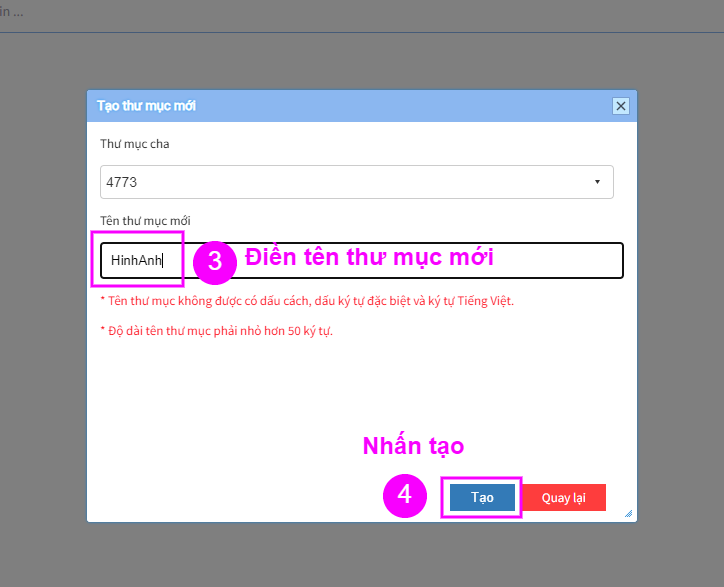 in ...
Tạo thư mục mới
Thư mục cha
4773
Tên thư mục mới
HinhAnh
3 Điền tên thư mục mới
* Tên thư mục không được có dấu cách, dấu ký tự đặc biệt và ký tự Tiếng Việt.
* Độ dài tên thư mục phải nhỏ hơn 50 ký tự.
Nhấn tạo
4 Tạo Quay lại